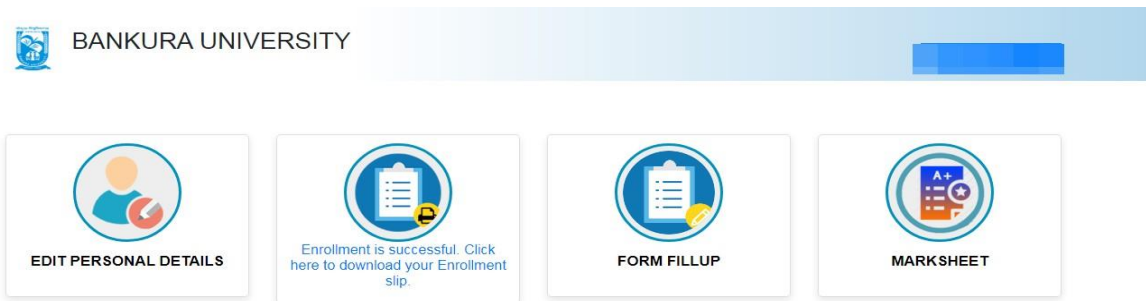 BANKURA UNIVERSITY
EDIT PERSONAL DETAILS
Enrollment is successful. Click
here to download your Enrollment
slip.
FORM FILLUP
A+
MARKSHEET